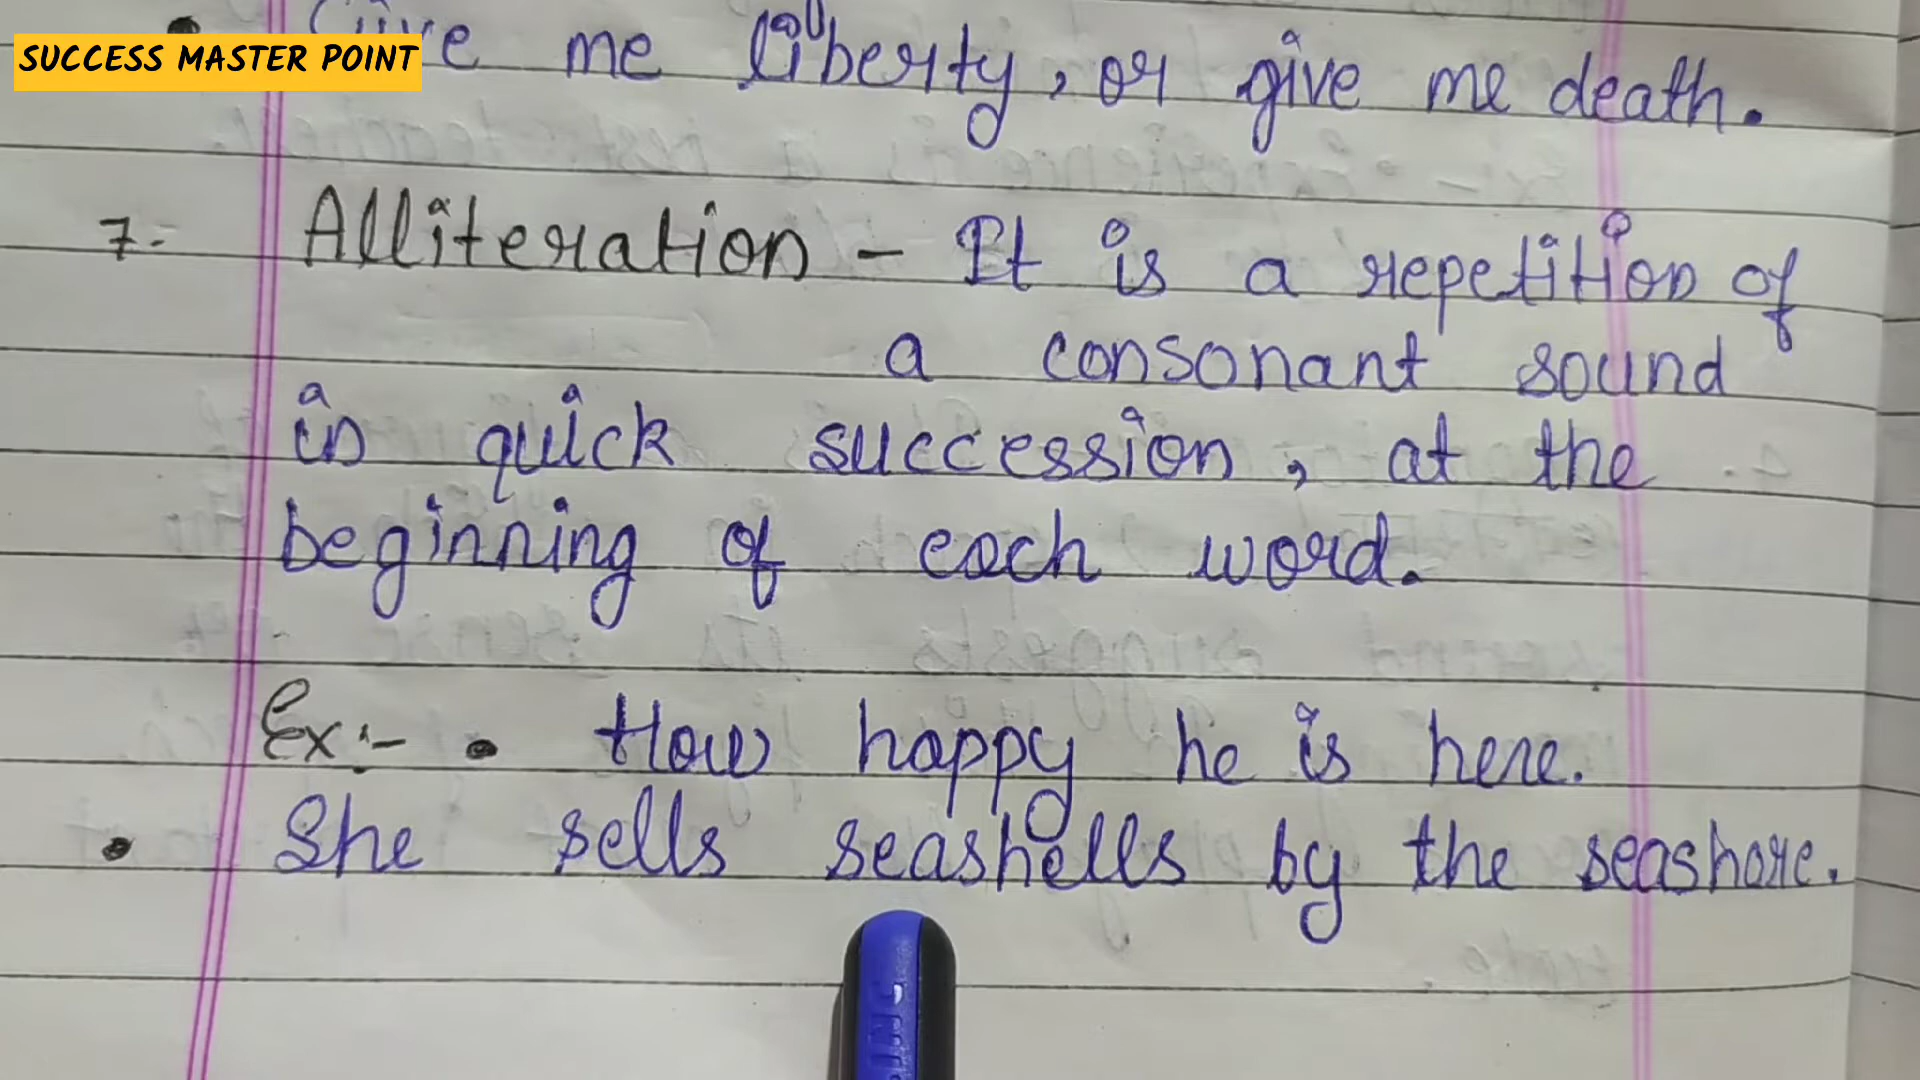 Give me liberty, or give me death.
SUCCESS MASTER POINT
7. Alliteration - It is a repetition of
a consonant sound
in quick succession, at the
beginning of each word.
Ex:- • How happy he is here.
• She sells seashells by the seashore.